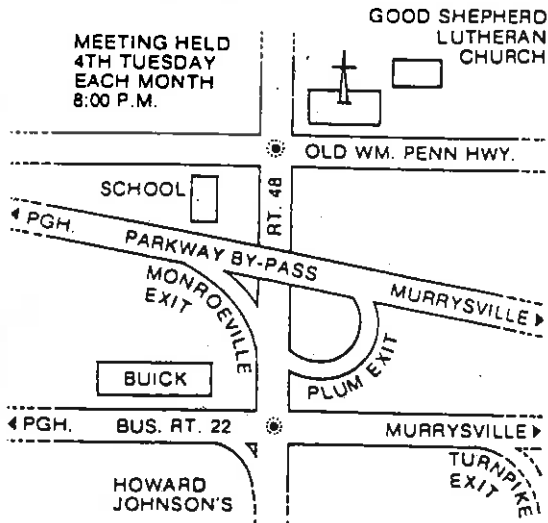 GOOD SHEPHERD
LUTHERAN
CHURCH
MEETING HELD
4TH TUESDAY
EACH MONTH
8:00 P.M.
OLD WM. PENN HWY.
SCHOOL
RT. 48
PGH.
PARKWAY BY-PASS
MURRYSVILLE
MONROEVILLE
EXIT
PLUM EXIT
BUICK
PGH.
BUS. RT. 22
MURRYSVILLE
TURNPIKE
EXIT
HOWARD
JOHNSON'S